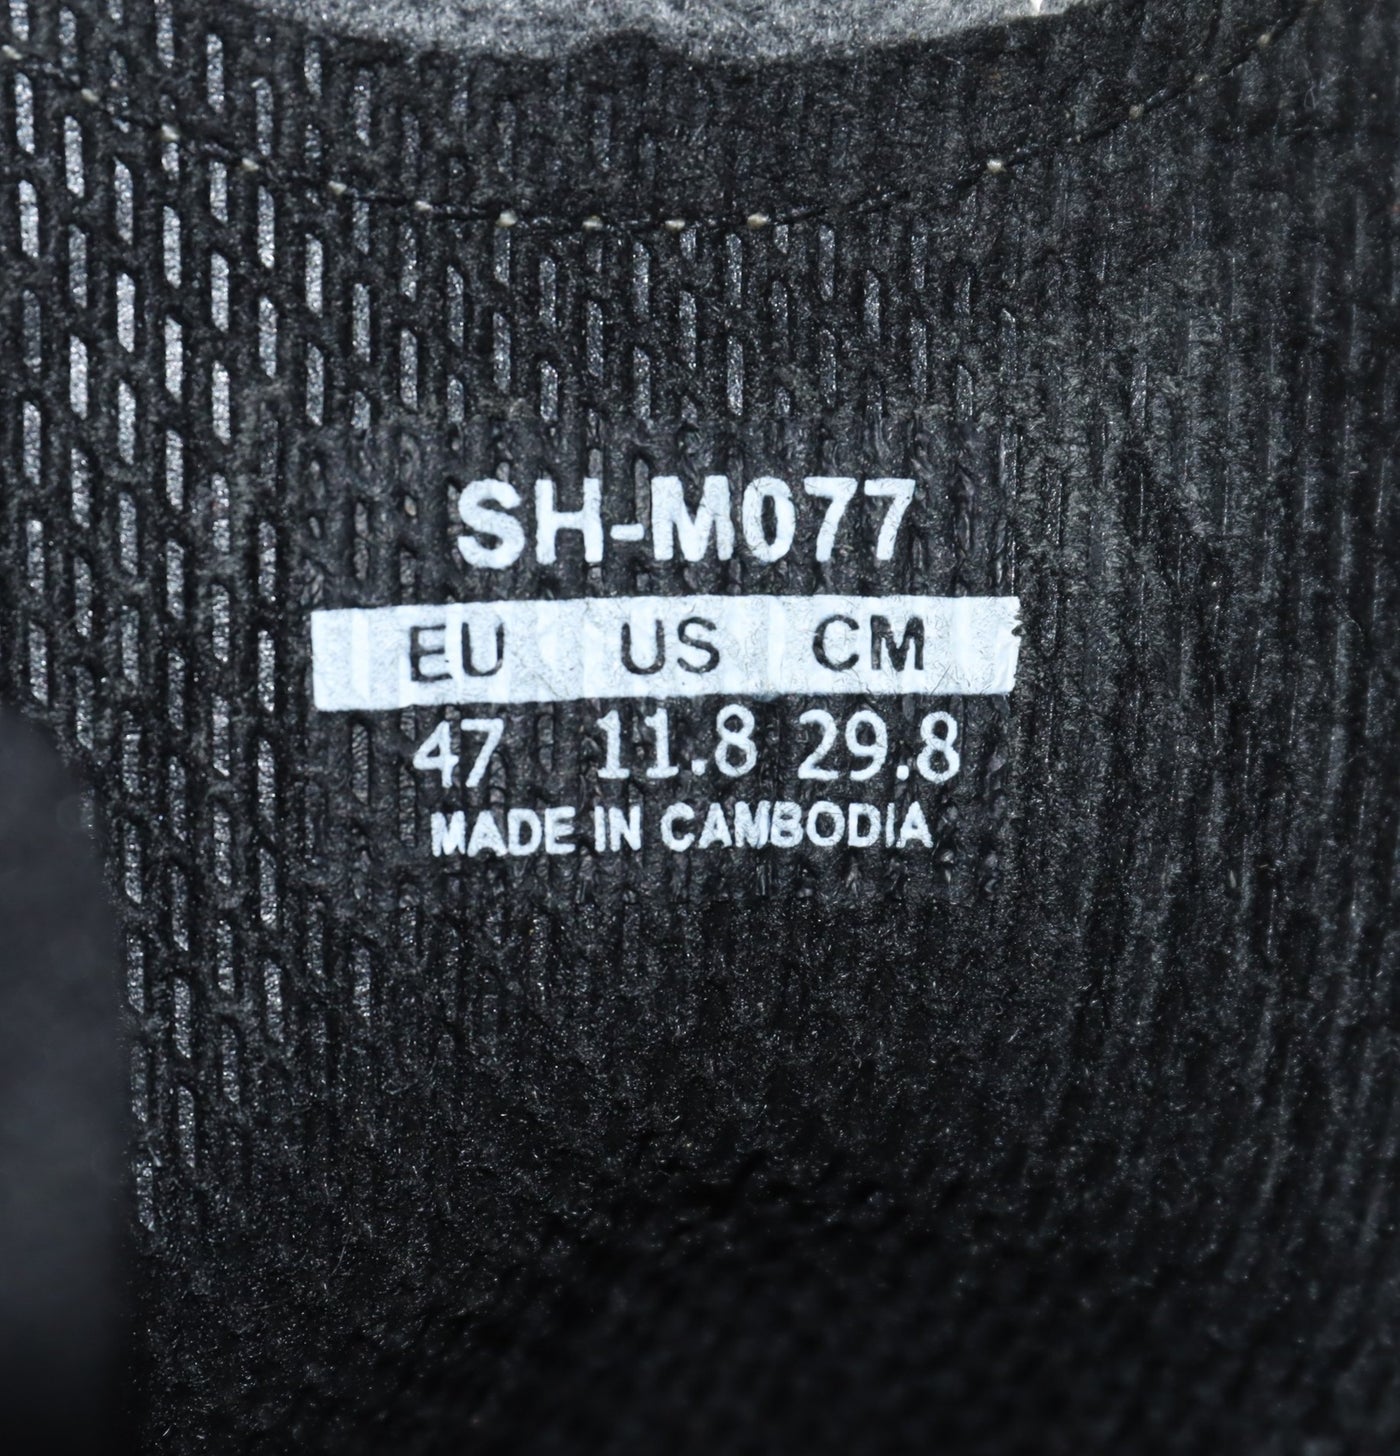 SH-M077
EU US CM
47 11.8 29.8
MADE IN CAMBODIA